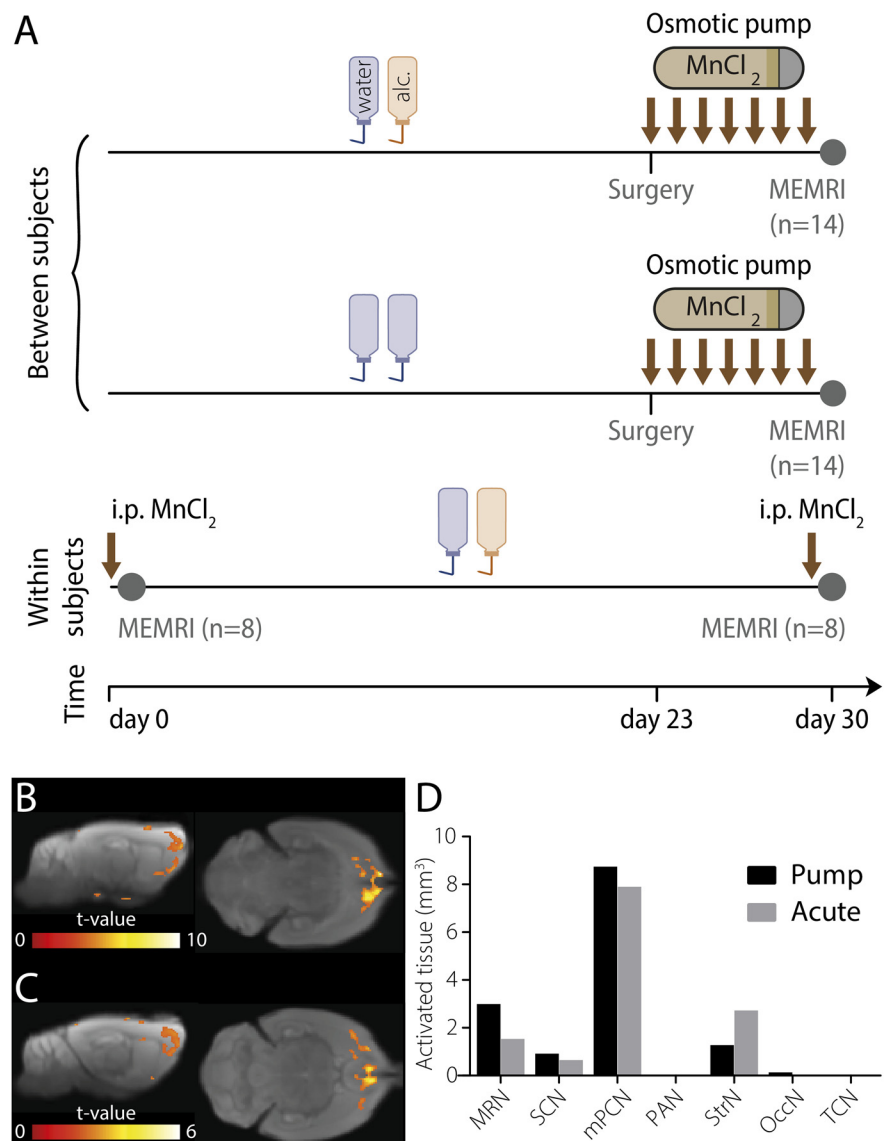 A
Osmotic pump
MnCl2
water
alc.
Between subjects
Surgery
MEMRI
(n=14)
Osmotic pump
MnCl2
Surgery
MEMRI
(n=14)
i.p. MnCl2
i.p. MnCl2
Within
subjects
MEMRI (n=8)
MEMRI (n=8)
Time
day 0
day 23
day 30
B
t-value
0
10
C
t-value
0
6
D
Activated tissue (mm³)
10
8
6
4
2
0
Pump
Acute
MRN
SCN
mPCN
PAN
StrN
OccN
TCN